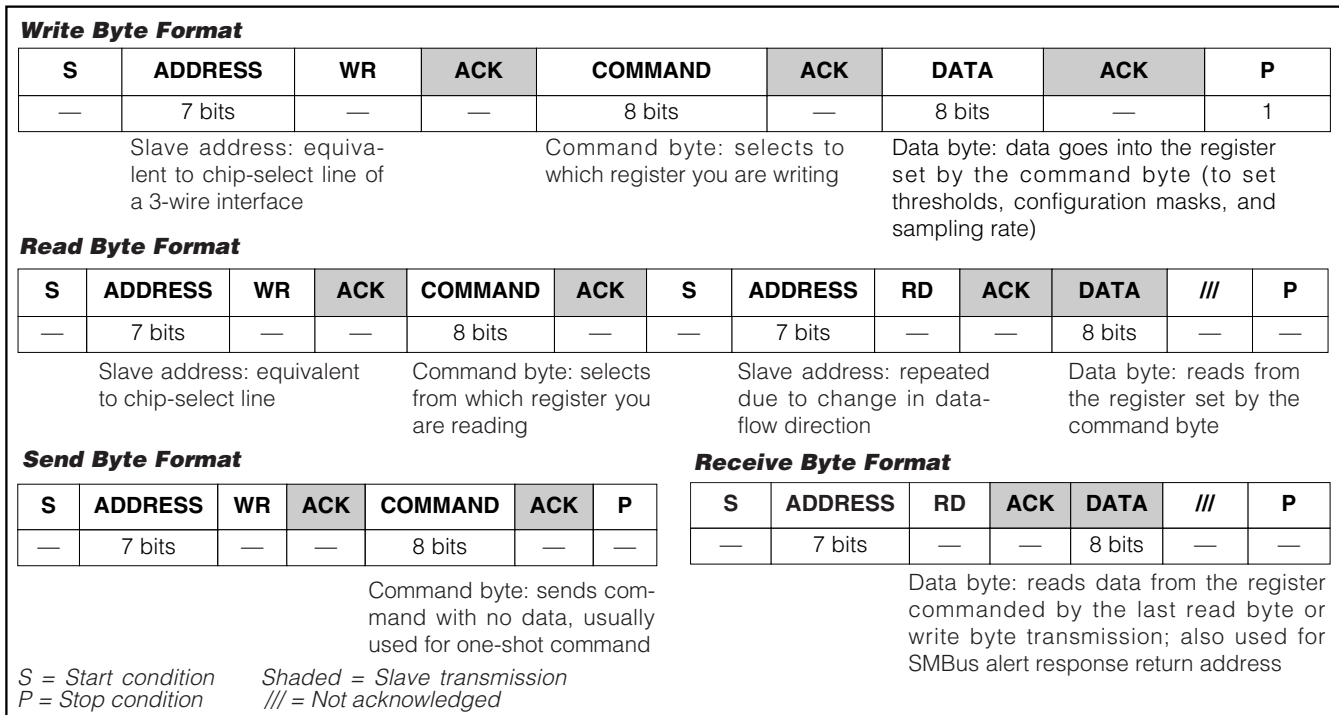 Write Byte Format
S ADDRESS WR ACK COMMAND ACK DATA ACK P
— 7 bits — — 8 bits — 8 bits — 1
Slave address: equiva-
lent to chip-select line of
a 3-wire interface
Command byte: selects to
which register you are writing
Data byte: data goes into the register
set by the command byte (to set
thresholds, configuration masks, and
sampling rate)
Read Byte Format
S ADDRESS WR ACK COMMAND ACK S ADDRESS RD ACK DATA /// P
— 7 bits — — 8 bits — — 7 bits — — 8 bits — —
Slave address: equivalent
to chip-select line
Command byte: selects
from which register you
are reading
Slave address: repeated
due to change in data-
flow direction
Data byte: reads from
the register set by the
command byte
Send Byte Format
S ADDRESS WR ACK COMMAND ACK P
— 7 bits — — 8 bits — —
Command byte: sends com-
mand with no data, usually
used for one-shot command
Receive Byte Format
S ADDRESS RD ACK DATA /// P
— 7 bits — — 8 bits — —
Data byte: reads data from the register
commanded by the last read byte or
write byte transmission; also used for
SMBus alert response return address
S = Start condition Shaded = Slave transmission
P = Stop condition /// = Not acknowledged